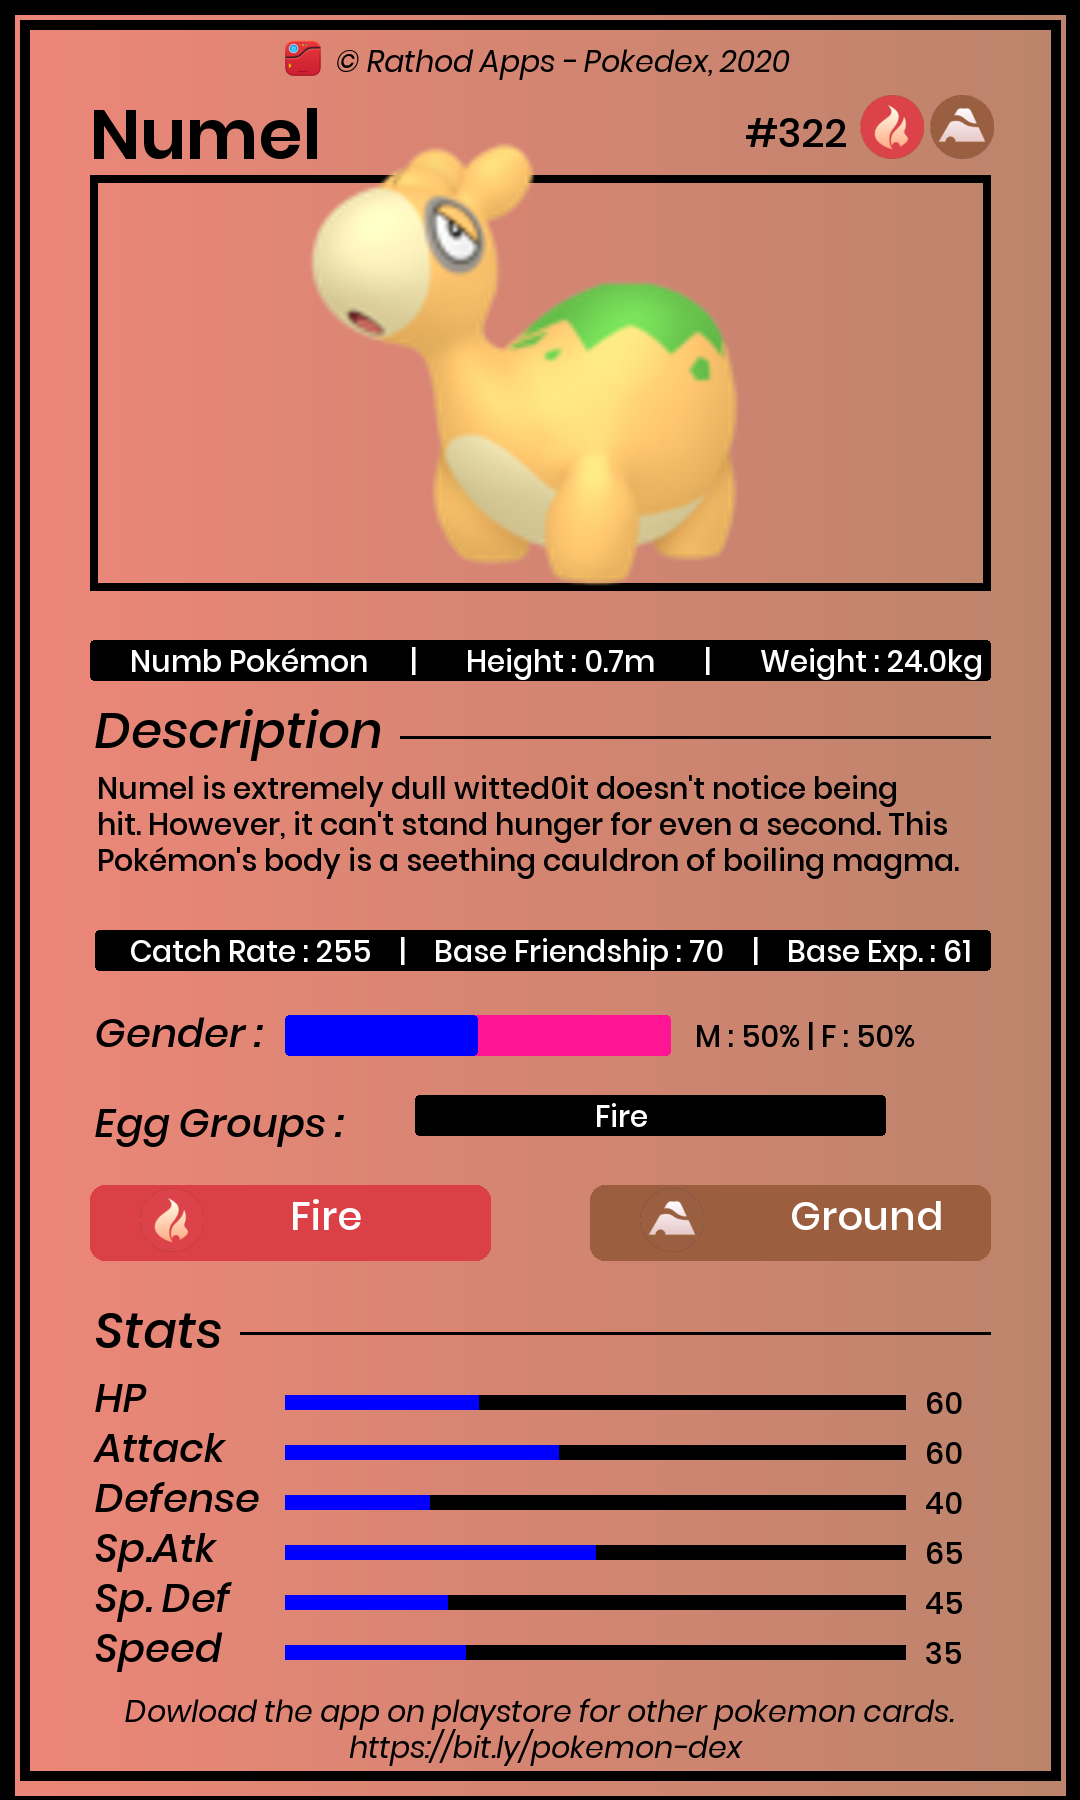 © Rathod Apps - Pokedex, 2020
Numel
#322
Numb Pokémon | Height : 0.7m | Weight : 24.0kg
Description
Numel is extremely dull witted0it doesn't notice being
hit. However, it can't stand hunger for even a second. This
Pokémon's body is a seething cauldron of boiling magma.
Catch Rate : 255 | Base Friendship : 70 | Base Exp. : 61
Gender : M : 50% | F : 50%
Egg Groups : Fire
Fire Ground
Stats
HP 60
Attack 60
Defense 40
Sp.Atk 65
Sp. Def 45
Speed 35
Dowload the app on playstore for other pokemon cards.
https://bit.ly/pokemon-dex